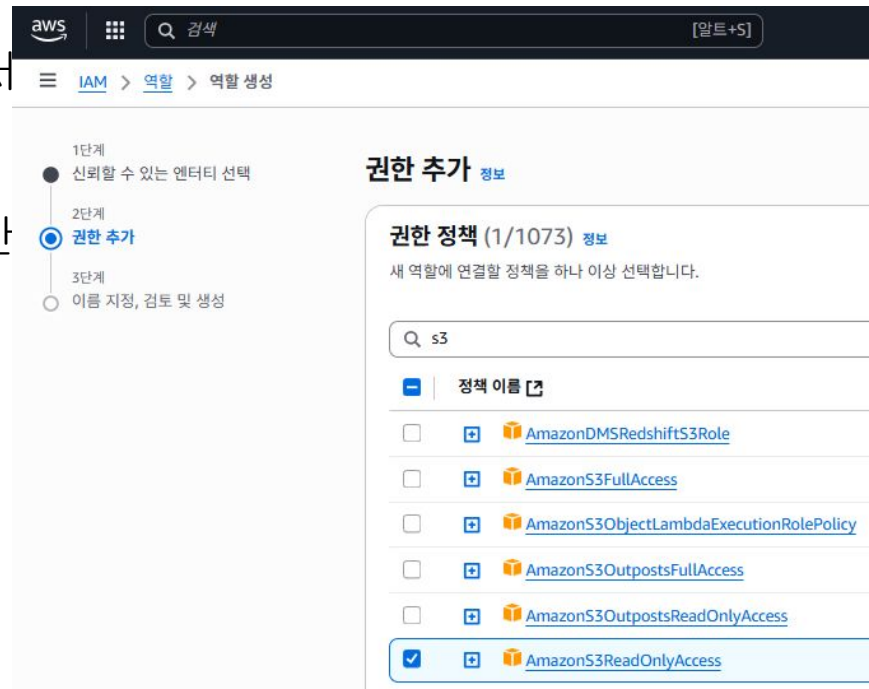 aws
검색 [알트+S]
IAM > 역할 > 역할 생성
1단계
신뢰할 수 있는 엔터티 선택
2단계
권한 추가
3단계
이름 지정, 검토 및 생성
권한 추가 정보
권한 정책 (1/1073) 정보
새 역할에 연결할 정책을 하나 이상 선택합니다.
s3
정책 이름
AmazonDMSRedshiftS3Role
AmazonS3FullAccess
AmazonS3ObjectLambdaExecutionRolePolicy
AmazonS3OutpostsFullAccess
AmazonS3OutpostsReadOnlyAccess
AmazonS3ReadOnlyAccess